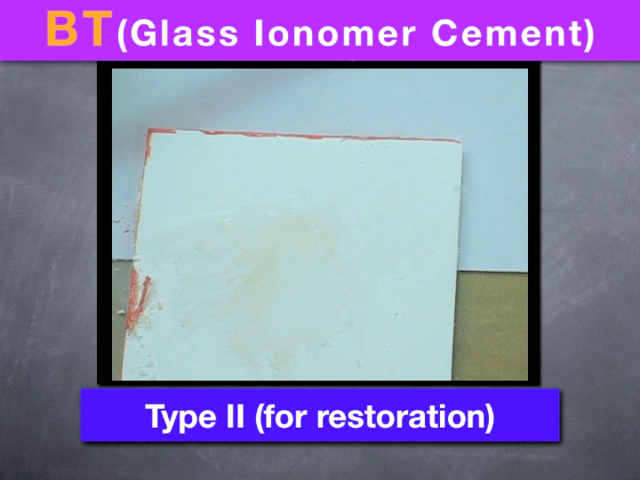 BT (Glass Ionomer Cement)
Type II (for restoration)